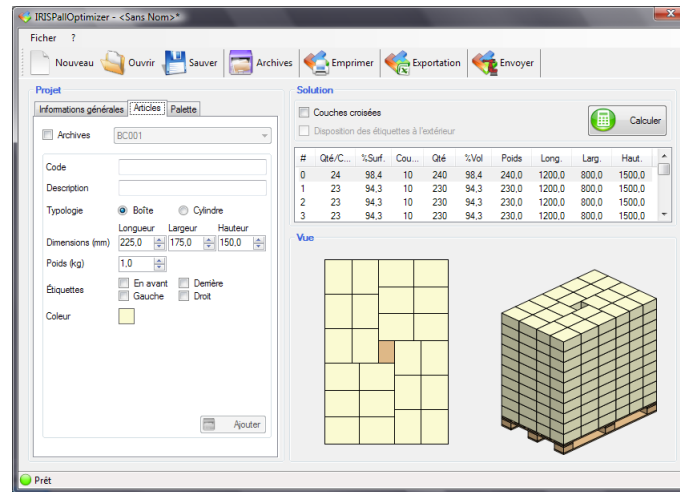 IRISPallOptimizer - <Sans Nom>*
Ficher ?
Nouveau Ouvrir Sauver Archives Emprimer Exportation Envoyer
Projet
Informations générales Articles Palette
Archives BC001
Code
Description
Typologie Boîte Cylindre
Longueur Largeur Hauteur
Dimensions (mm) 225,0 175,0 150,0
Poids (kg) 1,0
Étiquettes En avant Derrière
Gauche Droit
Coleur
Ajouter
Solution
Couches croisées
Disposition des étiquettes à l'extérieur
Calculer
# Qté/C... %Surf. Cou... Qté %Vol Poids Long. Larg. Haut.
0 24 98,4 10 240 98,4 240,0 1200,0 800,0 1500,0
1 23 94,3 10 230 94,3 230,0 1200,0 800,0 1500,0
2 23 94,3 10 230 94,3 230,0 1200,0 800,0 1500,0
3 23 94,3 10 230 94,3 230,0 1200,0 800,0 1500,0
Vue
Prêt